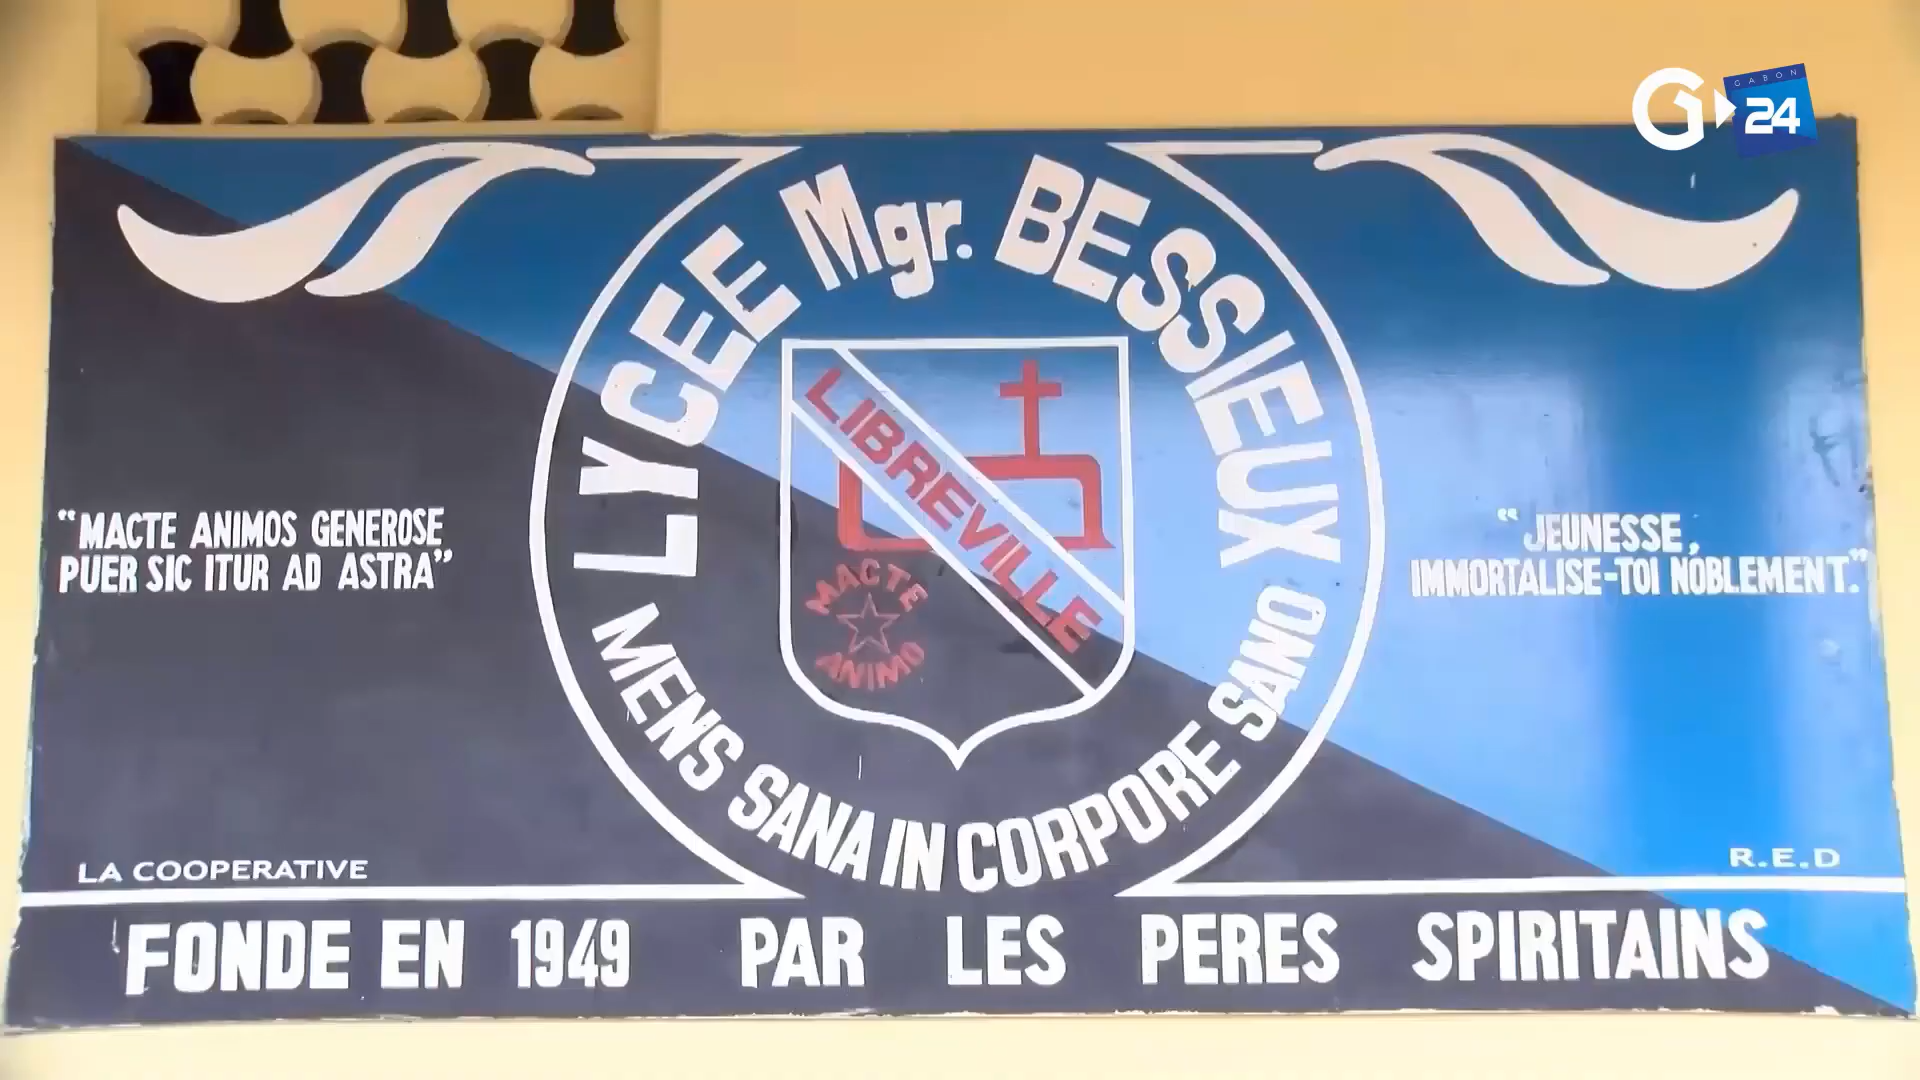 GABON
G 24
LYCEE Mgr. BESSIEUX
LIBREVILLE
MACTE
ANIMO
"MACTE ANIMOS GENEROSE
PUER SIC ITUR AD ASTRA"
"JEUNESSE,
IMMORTALISE-TOI NOBLEMENT."
MENS SANA IN CORPORE SANO
LA COOPERATIVE
R.E.D
FONDE EN 1949 PAR LES PERES SPIRITAINS